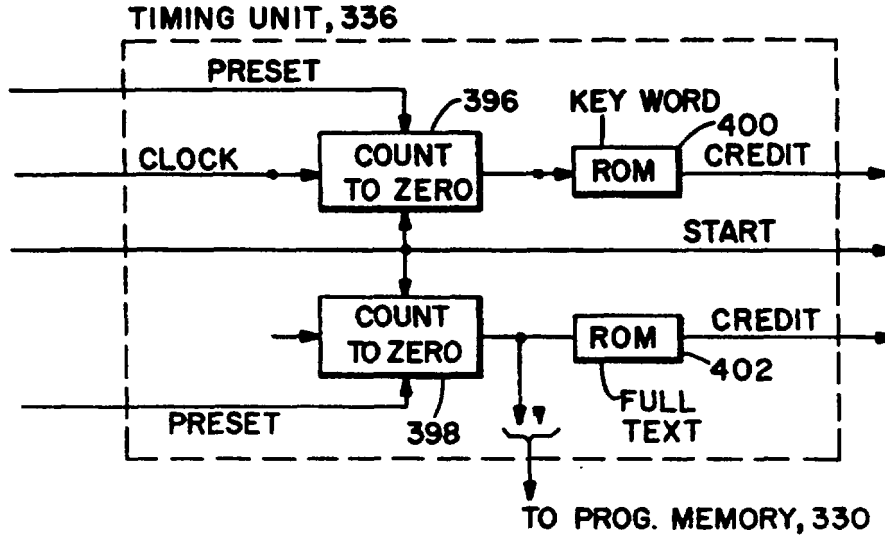 TIMING UNIT, 336
PRESET
396
KEY WORD
400
CLOCK
COUNT
TO ZERO
ROM
CREDIT
START
COUNT
TO ZERO
ROM
CREDIT
402
PRESET
398
FULL
TEXT
TO PROG. MEMORY, 330